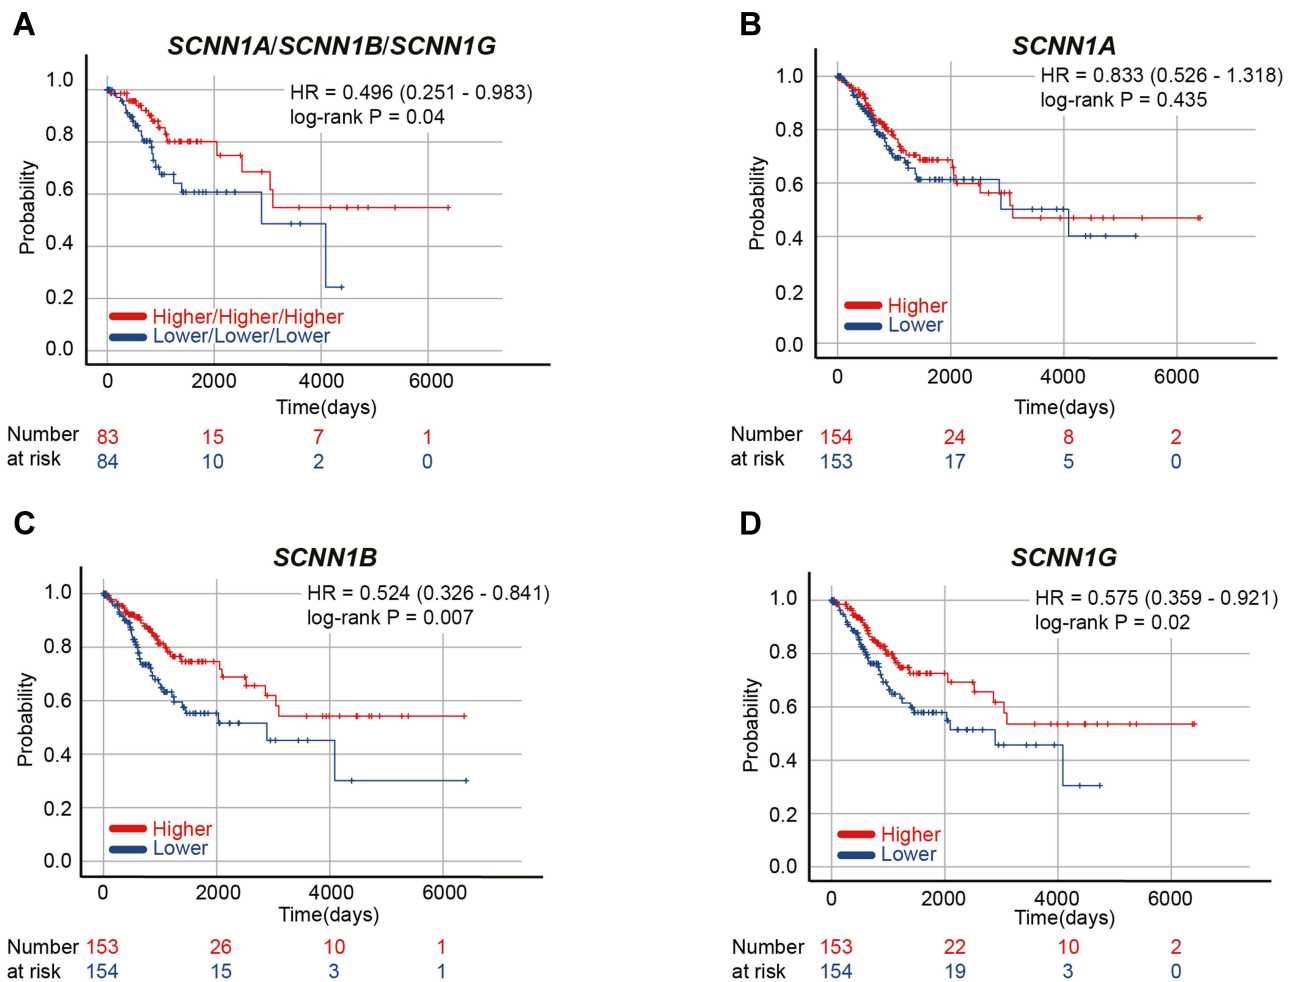 A
SCNN1A/SCNN1B/SCNN1G
HR = 0.496 (0.251 - 0.983)
log-rank P = 0.04
Probability
1.0
0.8
0.6
0.4
0.2
0.0
Higher/Higher/Higher
Lower/Lower/Lower
0 2000 4000 6000
Time(days)
Number 83 15 7 1
at risk 84 10 2 0
B
SCNN1A
HR = 0.833 (0.526 - 1.318)
log-rank P = 0.435
Probability
1.0
0.8
0.6
0.4
0.2
0.0
Higher
Lower
0 2000 4000 6000
Time(days)
Number 154 24 8 2
at risk 153 17 5 0
C
SCNN1B
HR = 0.524 (0.326 - 0.841)
log-rank P = 0.007
Probability
1.0
0.8
0.6
0.4
0.2
0.0
Higher
Lower
0 2000 4000 6000
Time(days)
Number 153 26 10 1
at risk 154 15 3 1
D
SCNN1G
HR = 0.575 (0.359 - 0.921)
log-rank P = 0.02
Probability
1.0
0.8
0.6
0.4
0.2
0.0
Higher
Lower
0 2000 4000 6000
Time(days)
Number 153 22 10 2
at risk 154 19 3 0